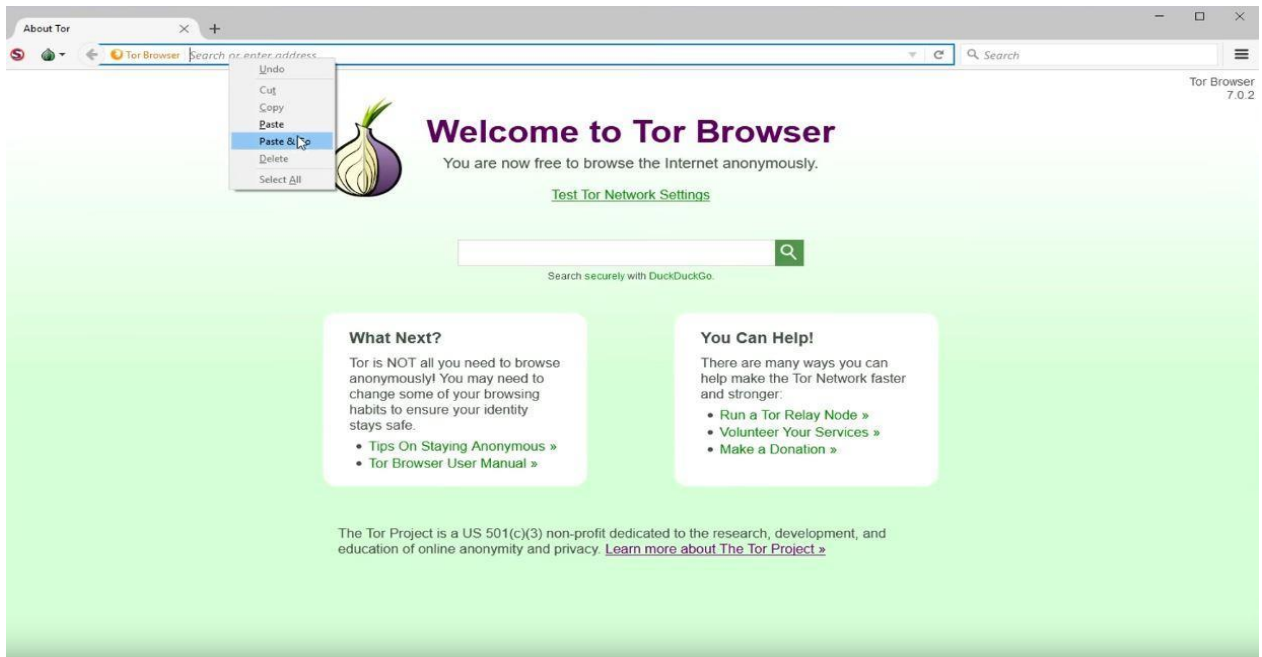 About Tor
Tor Browser Search or enter address
Search
Undo
Cut
Copy
Paste
Paste &
Delete
Select All
Tor Browser
7.0.2
Welcome to Tor Browser
You are now free to browse the Internet anonymously.
Test Tor Network Settings
Search securely with DuckDuckGo.
What Next?
Tor is NOT all you need to browse
anonymously! You may need to
change some of your browsing
habits to ensure your identity
stays safe.
• Tips On Staying Anonymous »
• Tor Browser User Manual »
You Can Help!
There are many ways you can
help make the Tor Network faster
and stronger:
• Run a Tor Relay Node »
• Volunteer Your Services »
• Make a Donation »
The Tor Project is a US 501(c)(3) non-profit dedicated to the research, development, and
education of online anonymity and privacy. Learn more about The Tor Project »